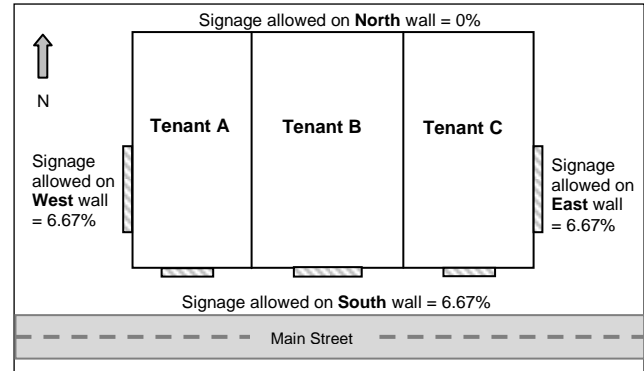 Signage allowed on North wall = 0%
N
Tenant A
Tenant B
Tenant C
Signage
allowed on
West wall
= 6.67%
Signage
allowed on
East wall
= 6.67%
Signage allowed on South wall = 6.67%
Main Street